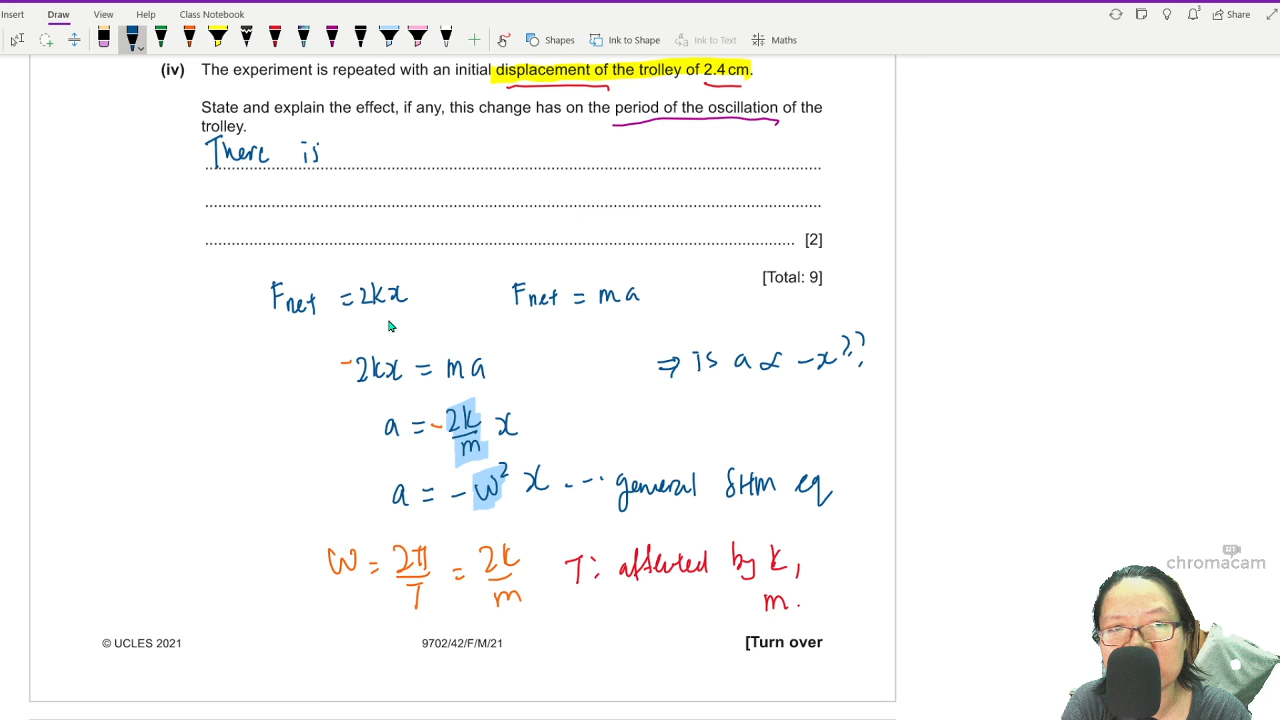 Insert Draw View Help Class Notebook Share
Shapes Ink to Shape Ink to Text Maths
(iv) The experiment is repeated with an initial displacement of the trolley of 2.4 cm.
State and explain the effect, if any, this change has on the period of the oscillation of the
trolley.
There is
[2]
[Total: 9]
Fnet = 2kx Fnet = ma
-2kx = ma ⇒ is a ∝ -x??
a = -2k/m x
a = -ω² x ... general SHM eq
ω = 2π/T = 2k/m T: affected by k,
m.
chromacam
© UCLES 2021 9702/42/F/M/21 [Turn over